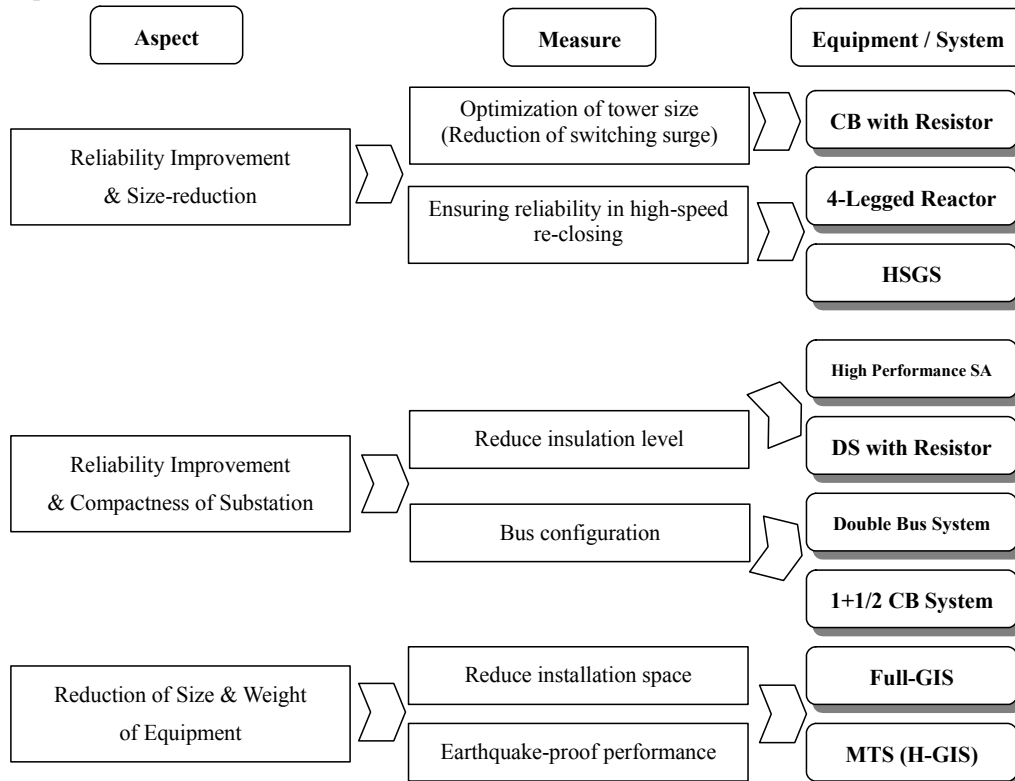 Aspect
Measure
Equipment / System
Reliability Improvement
& Size-reduction
Optimization of tower size
(Reduction of switching surge)
Ensuring reliability in high-speed
re-closing
CB with Resistor
4-Legged Reactor
HSGS
Reliability Improvement
& Compactness of Substation
Reduce insulation level
Bus configuration
High Performance SA
DS with Resistor
Double Bus System
1+1/2 CB System
Reduction of Size & Weight
of Equipment
Reduce installation space
Earthquake-proof performance
Full-GIS
MTS (H-GIS)